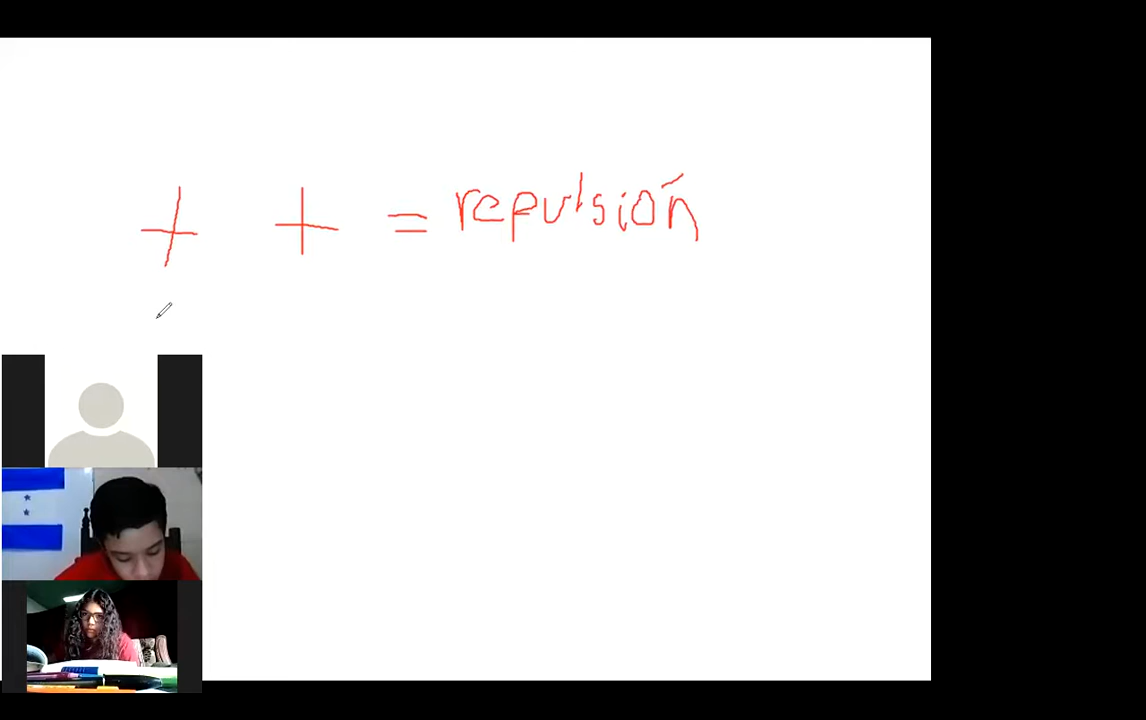 + + = repulsión